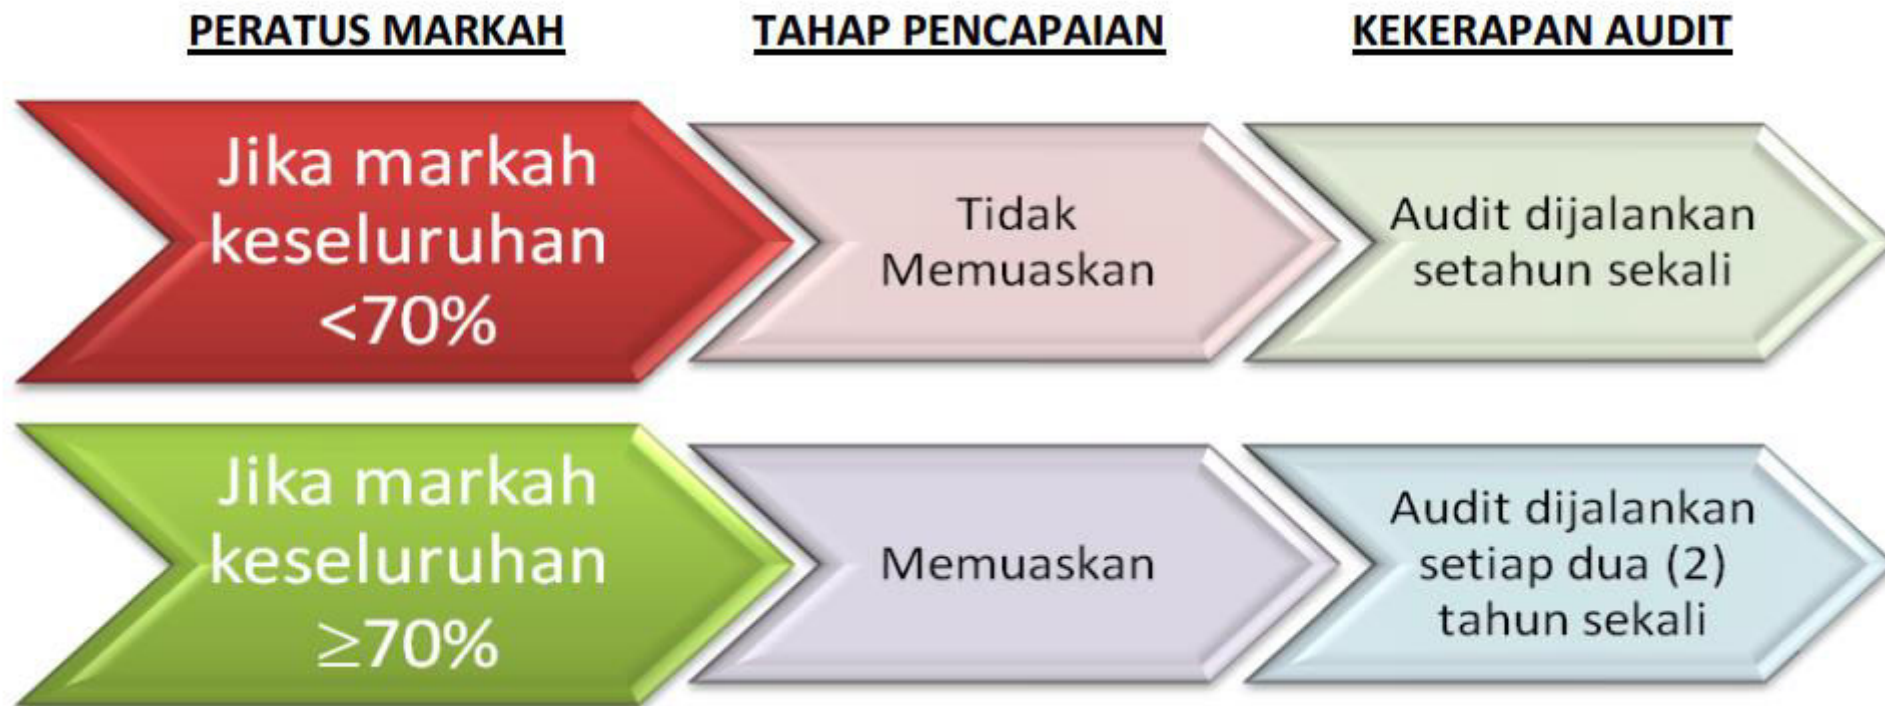 PERATUS MARKAH
TAHAP PENCAPAIAN
KEKERAPAN AUDIT
Jika markah
keseluruhan
<70%
Tidak
Memuaskan
Audit dijalankan
setahun sekali
Jika markah
keseluruhan
≥70%
Memuaskan
Audit dijalankan
setiap dua (2)
tahun sekali